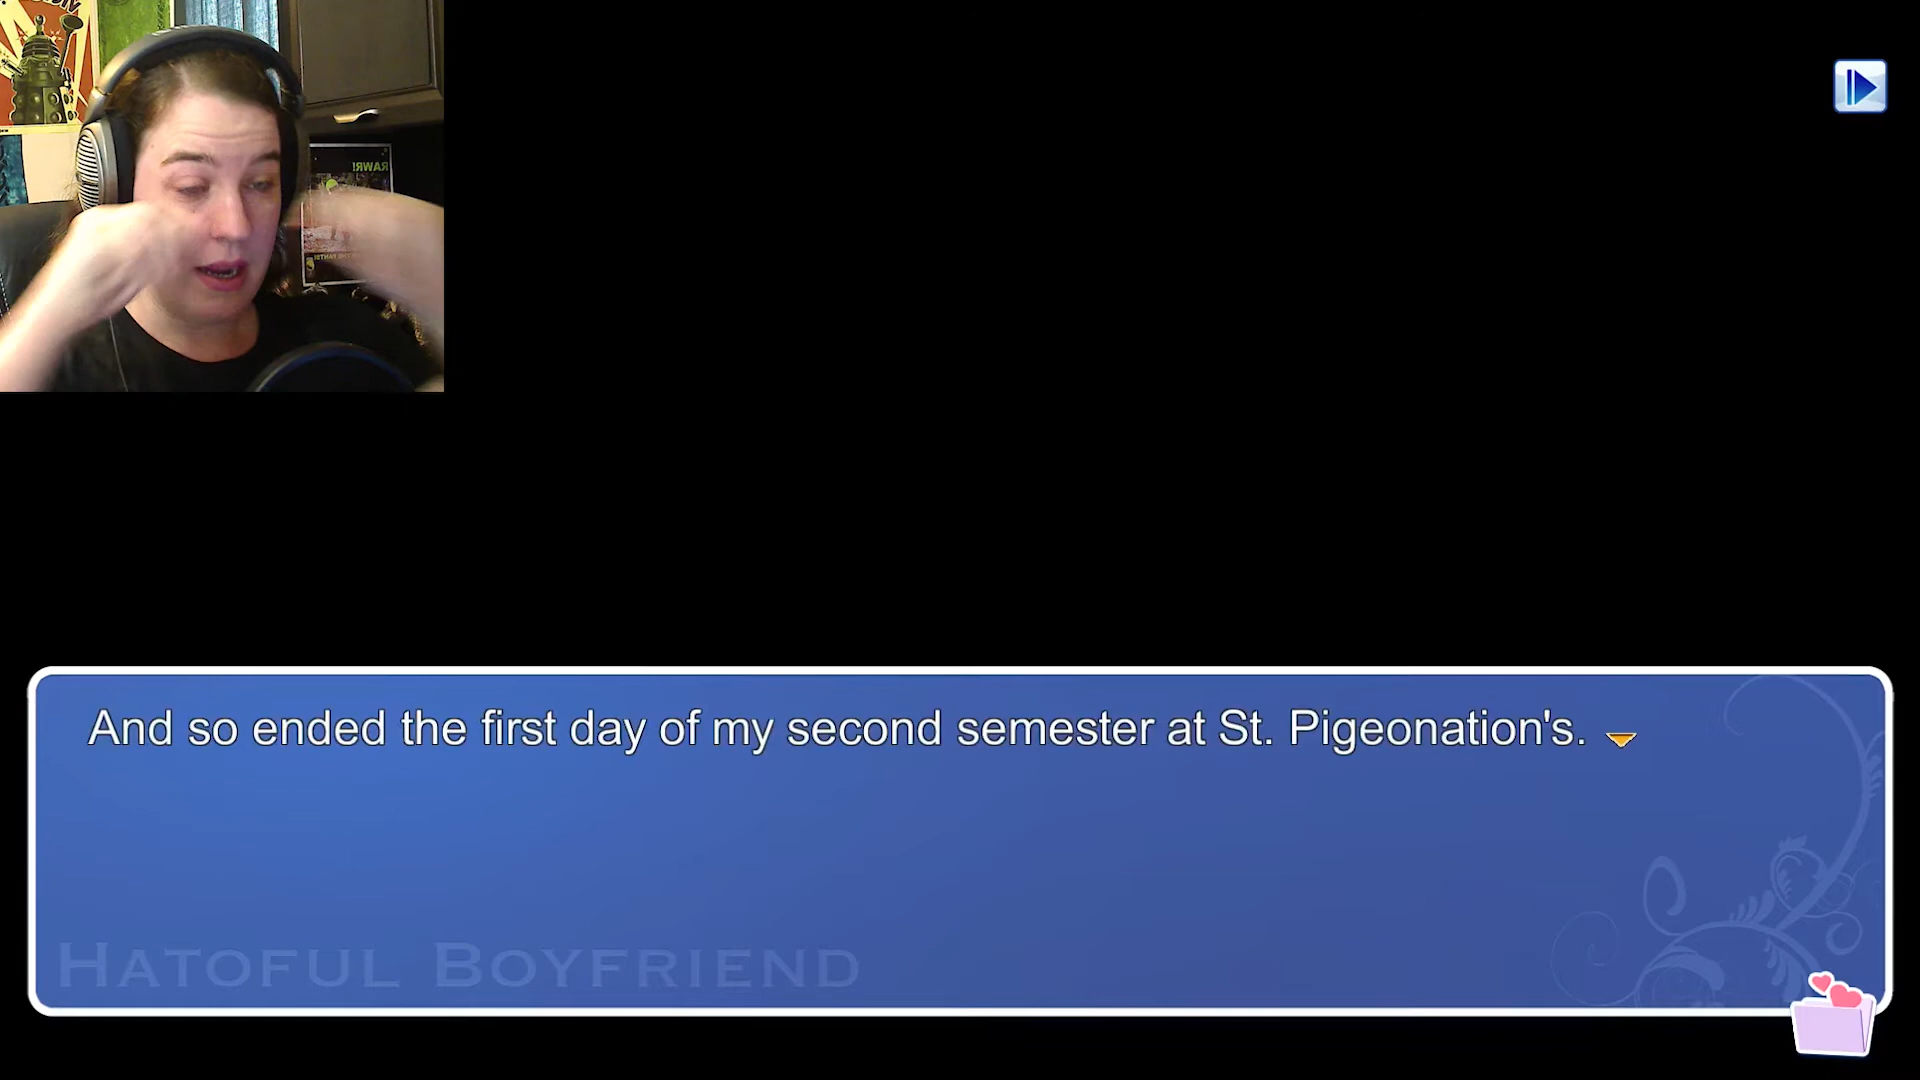 RAWR!
And so ended the first day of my second semester at St. Pigeonation's.
HATOFUL BOYFRIEND